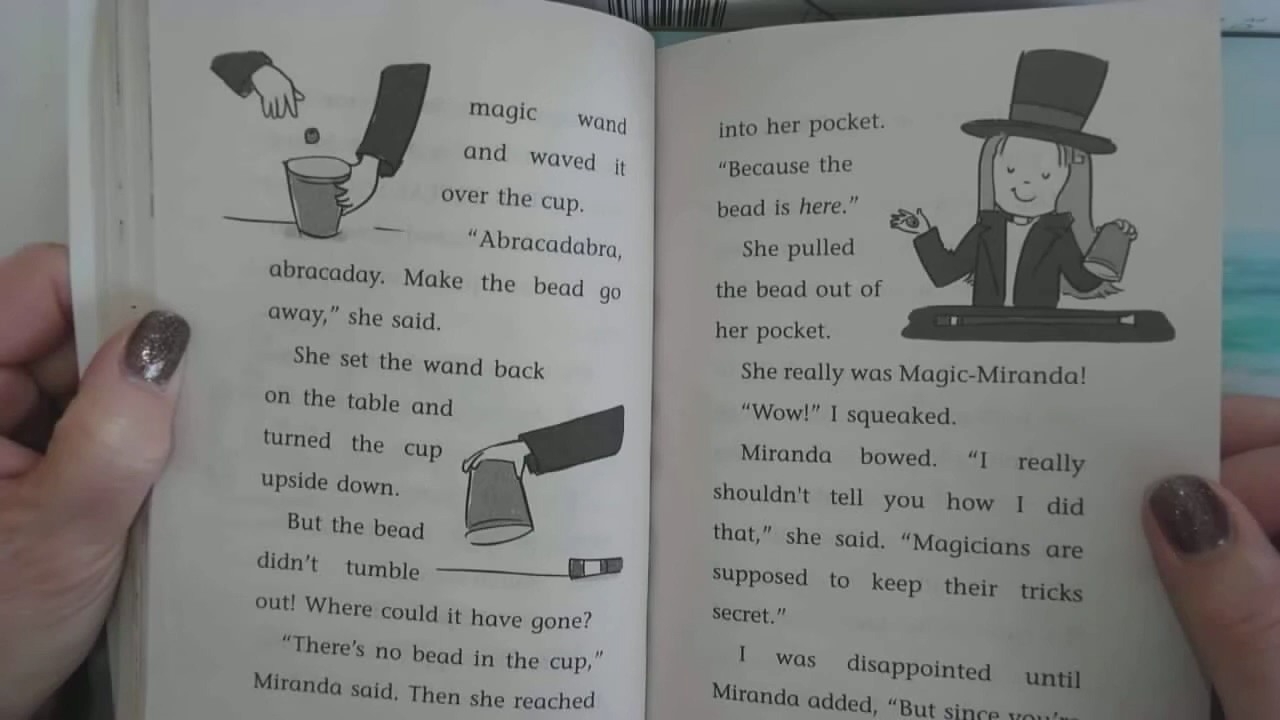 magic wand
and waved it
over the cup.
“Abracadabra,
abracaday. Make the bead go
away,” she said.
She set the wand back
on the table and
turned the cup
upside down.
But the bead
didn’t tumble
out! Where could it have gone?
“There’s no bead in the cup,”
Miranda said. Then she reached
into her pocket.
“Because the
bead is here.”
She pulled
the bead out of
her pocket.
She really was Magic-Miranda!
“Wow!” I squeaked.
Miranda bowed. “I really
shouldn't tell you how I did
that,” she said. “Magicians are
supposed to keep their tricks
secret.”
I was disappointed until
Miranda added, “But since you’re